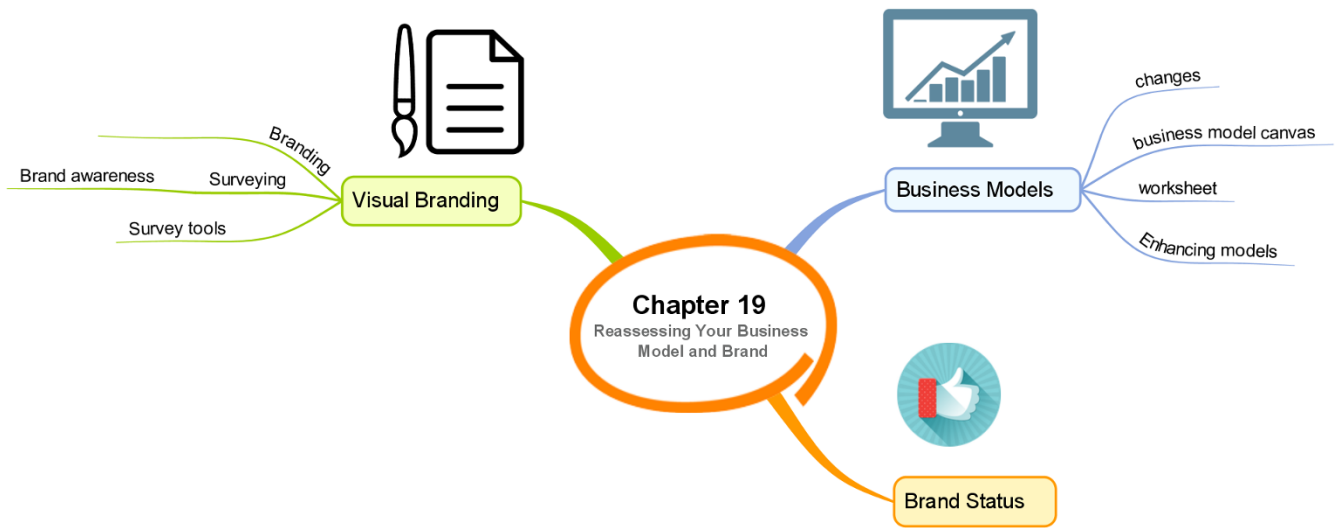 Chapter 19
Reassessing Your Business
Model and Brand
Business Models
changes
business model canvas
worksheet
Enhancing models
Brand Status
Visual Branding
Branding
Surveying
Brand awareness
Survey tools